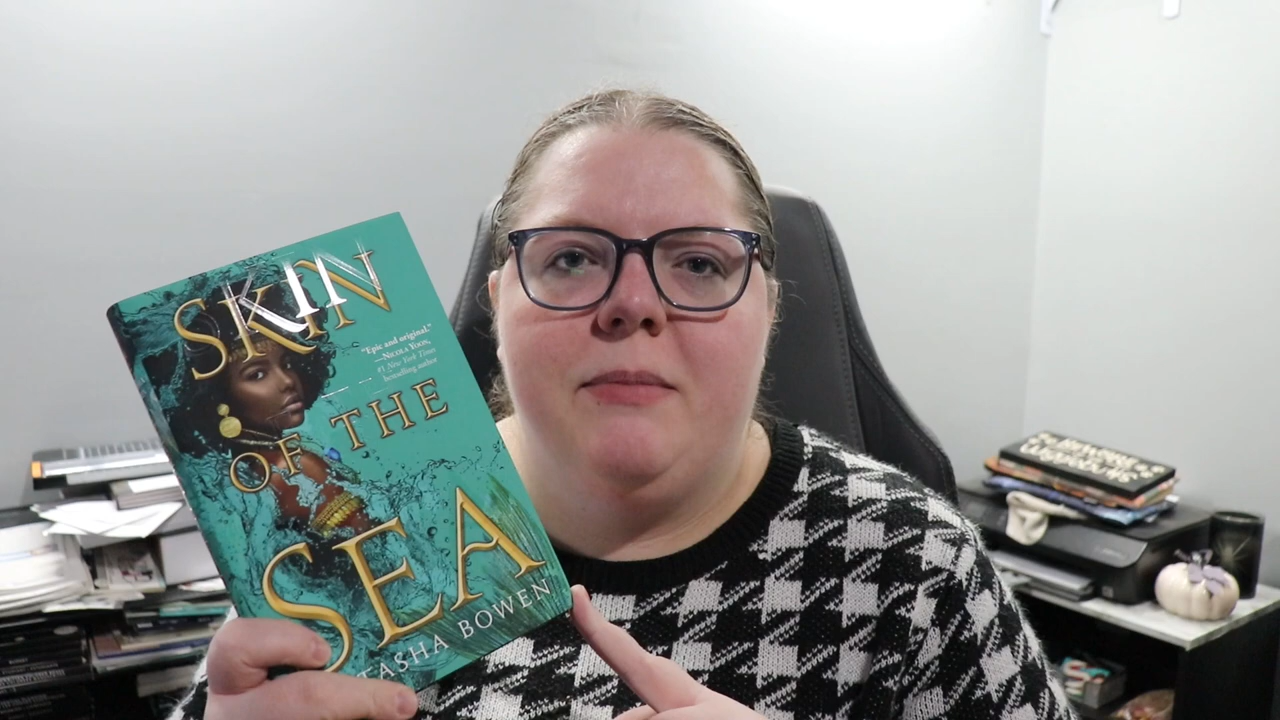 SKIN
"Epic and original."
—Nicola Yoon,
#1 New York Times
bestselling author
OF THE
SEA
TASHA BOWEN